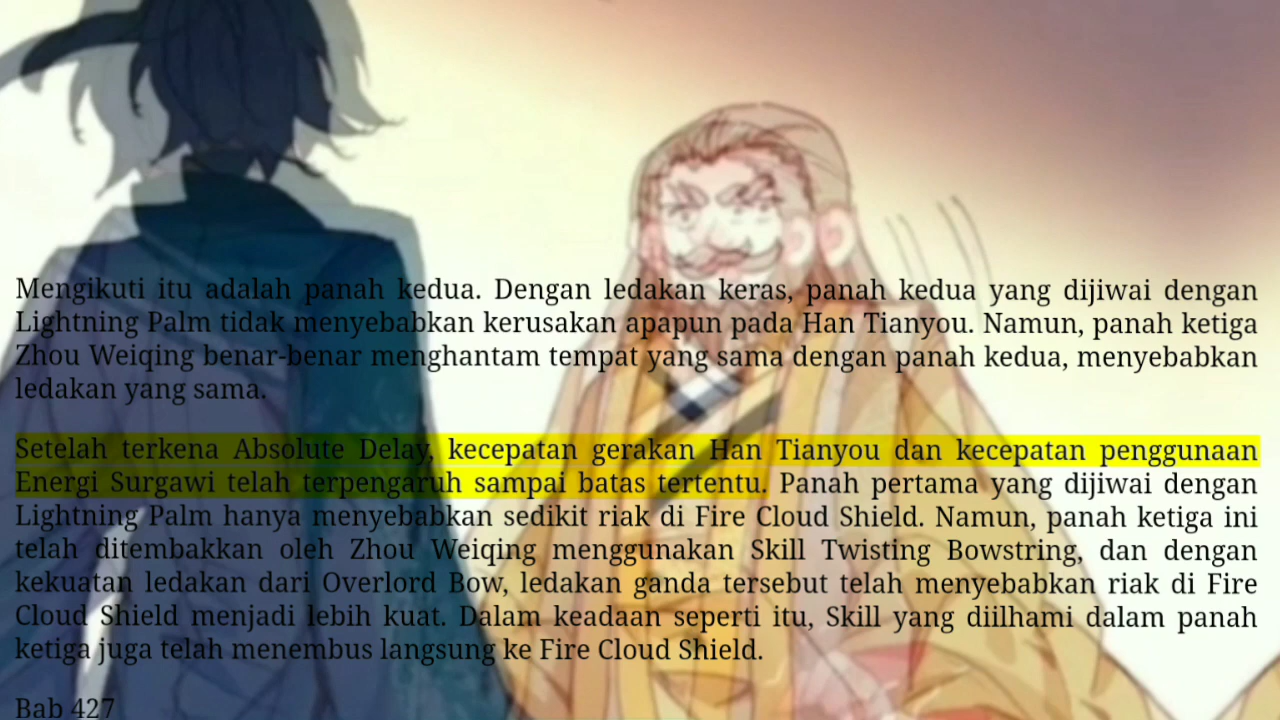 Mengikuti itu adalah panah kedua. Dengan ledakan keras, panah kedua yang dijiwai dengan
Lightning Palm tidak menyebabkan kerusakan apapun pada Han Tianyou. Namun, panah ketiga
Zhou Weiqing benar-benar menghantam tempat yang sama dengan panah kedua, menyebabkan
ledakan yang sama.
Setelah terkena Absolute Delay, kecepatan gerakan Han Tianyou dan kecepatan penggunaan
Energi Surgawi telah terpengaruh sampai batas tertentu. Panah pertama yang dijiwai dengan
Lightning Palm hanya menyebabkan sedikit riak di Fire Cloud Shield. Namun, panah ketiga ini
telah ditembakkan oleh Zhou Weiqing menggunakan Skill Twisting Bowstring, dan dengan
kekuatan ledakan dari Overlord Bow, ledakan ganda tersebut telah menyebabkan riak di Fire
Cloud Shield menjadi lebih kuat. Dalam keadaan seperti itu, Skill yang diilhami dalam panah
ketiga juga telah menembus langsung ke Fire Cloud Shield.
Bab 427